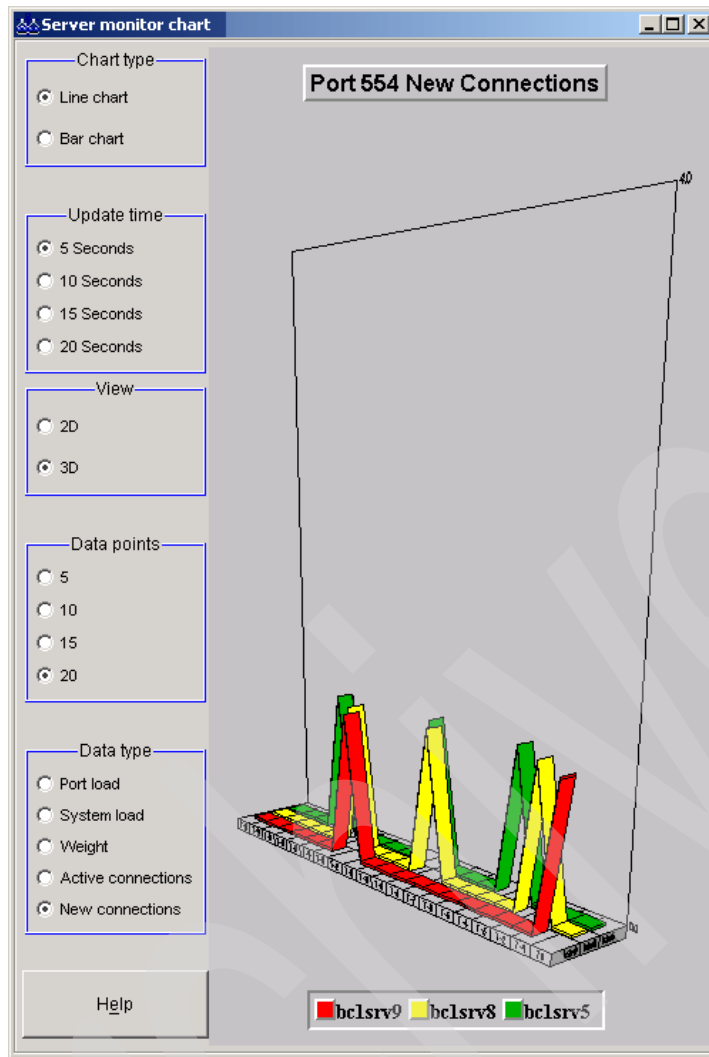 Server monitor chart
Chart type
Line chart
Bar chart
Update time
5 Seconds
10 Seconds
15 Seconds
20 Seconds
View
2D
3D
Data points
5
10
15
20
Data type
Port load
System load
Weight
Active connections
New connections
Help
Port 554 New Connections
bclsrv9 bclsrv8 bclsrv5